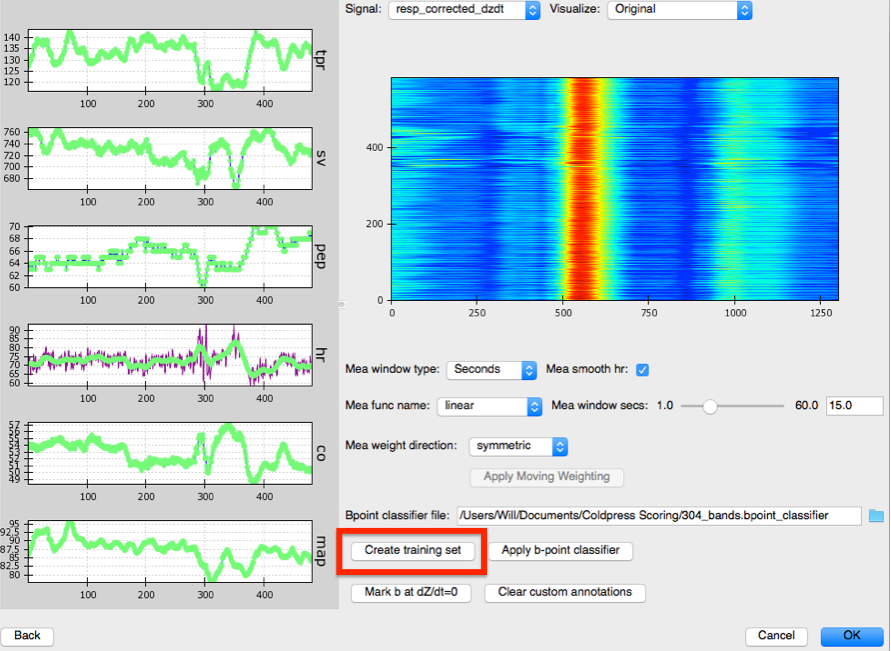 Signal: resp_corrected_dzdt Visualize: Original
140
135
130
125
120
tpr
100 200 300 400
760
740
720
700
680
sv
100 200 300 400
70
68
66
64
62
60
pep
100 200 300 400
90
85
80
75
70
65
60
hr
100 200 300 400
57
56
55
54
53
52
51
50
49
co
100 200 300 400
95
92.5
90
87.5
85
82.5
80
map
100 200 300 400
400
200
0
0 250 500 750 1000 1250
Mea window type: Seconds Mea smooth hr:
Mea func name: linear Mea window secs: 1.0 60.0 15.0
Mea weight direction: symmetric
Apply Moving Weighting
Bpoint classifier file: /Users/Will/Documents/Coldpress Scoring/304_bands.bpoint_classifier
Create training set Apply b-point classifier
Mark b at dZ/dt=0 Clear custom annotations
Back Cancel OK